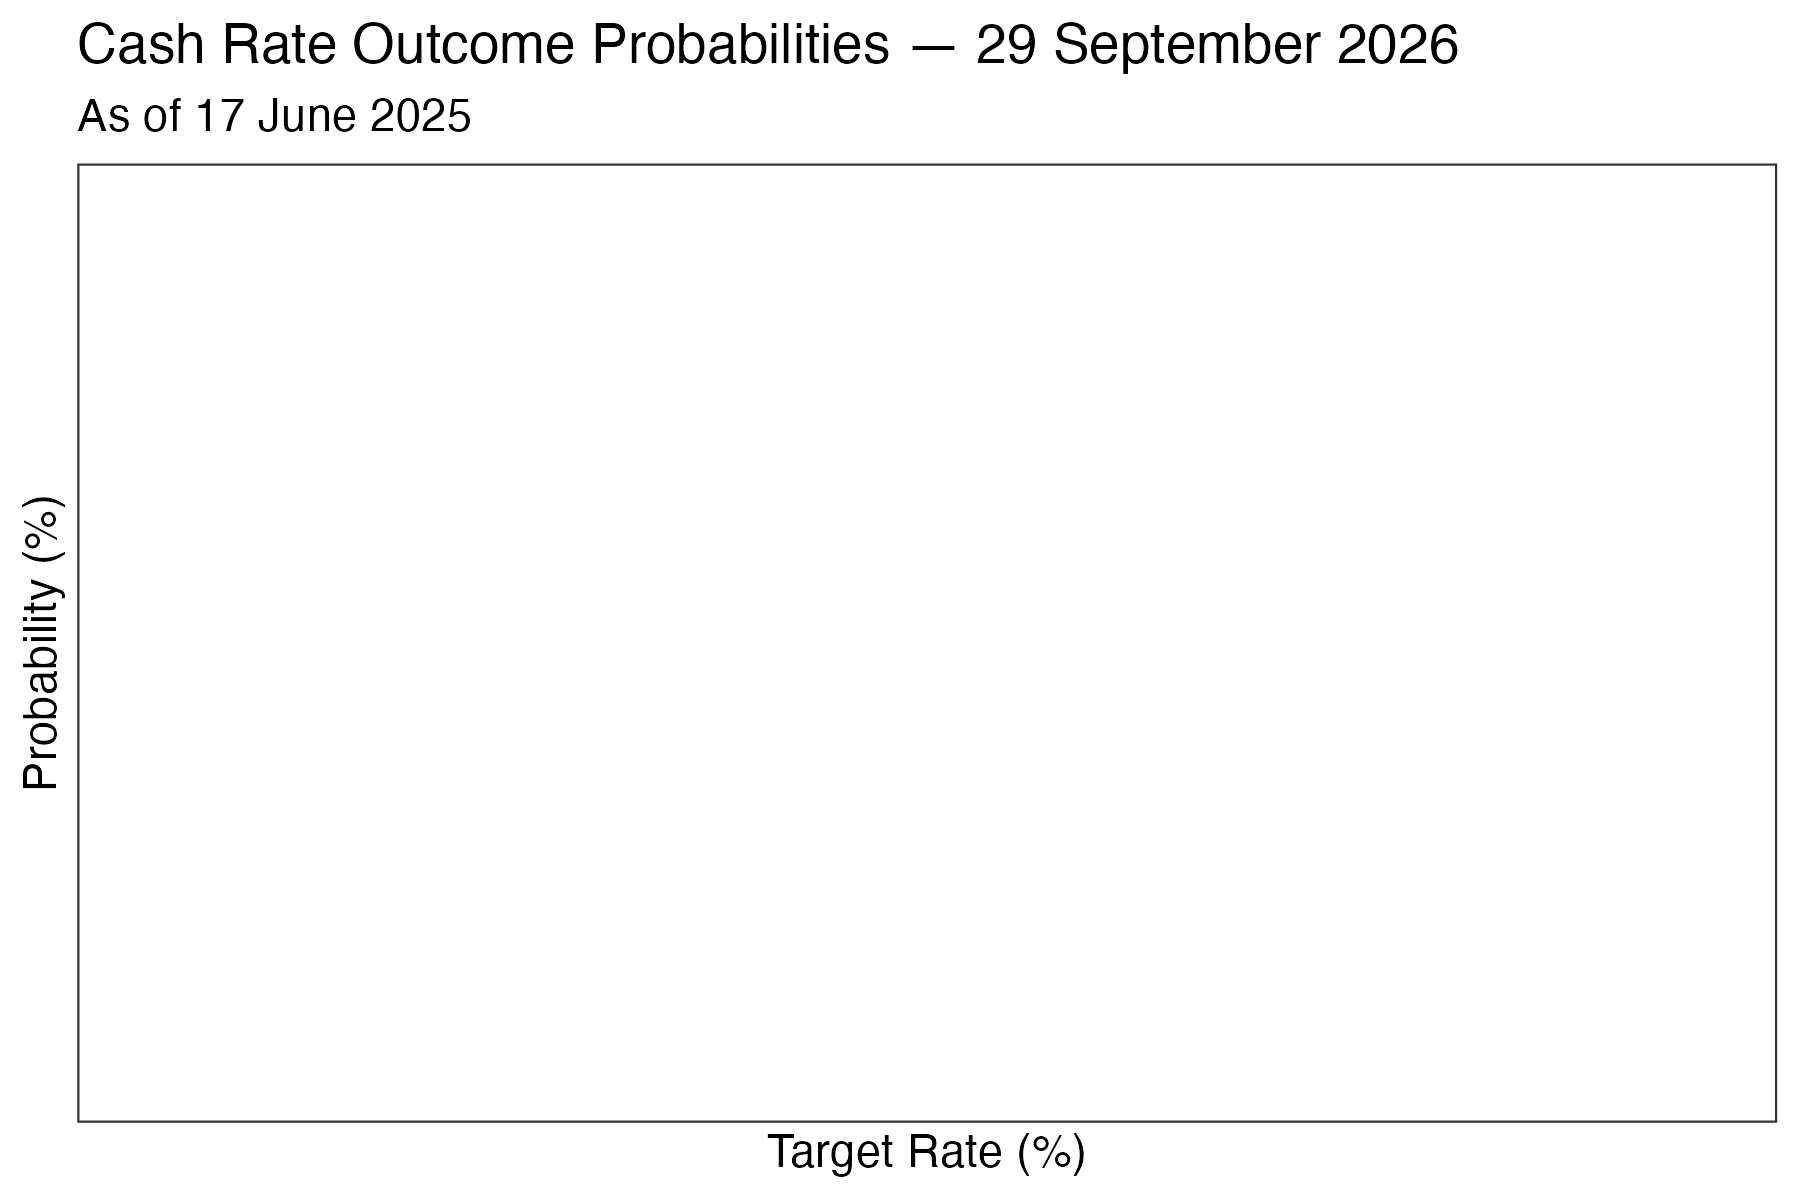 Cash Rate Outcome Probabilities — 29 September 2026
As of 17 June 2025
Probability (%)
Target Rate (%)